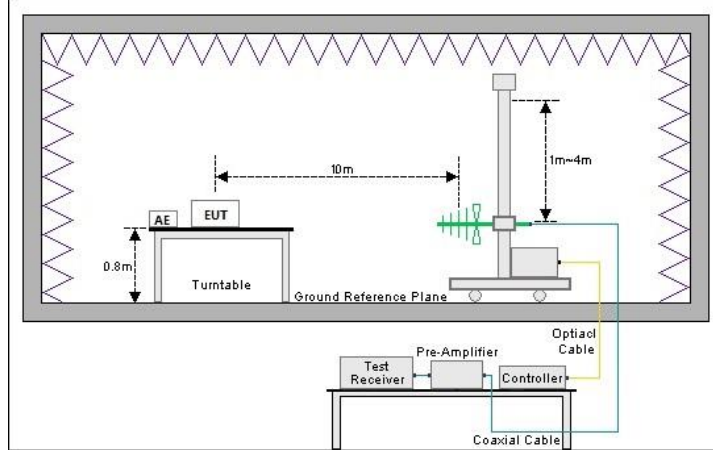 10m
1m~4m
AE
EUT
0.8m
Turntable
Ground Reference Plane
Optiacl
Cable
Pre-Amplifier
Test
Receiver
Controller
Coaxial Cable